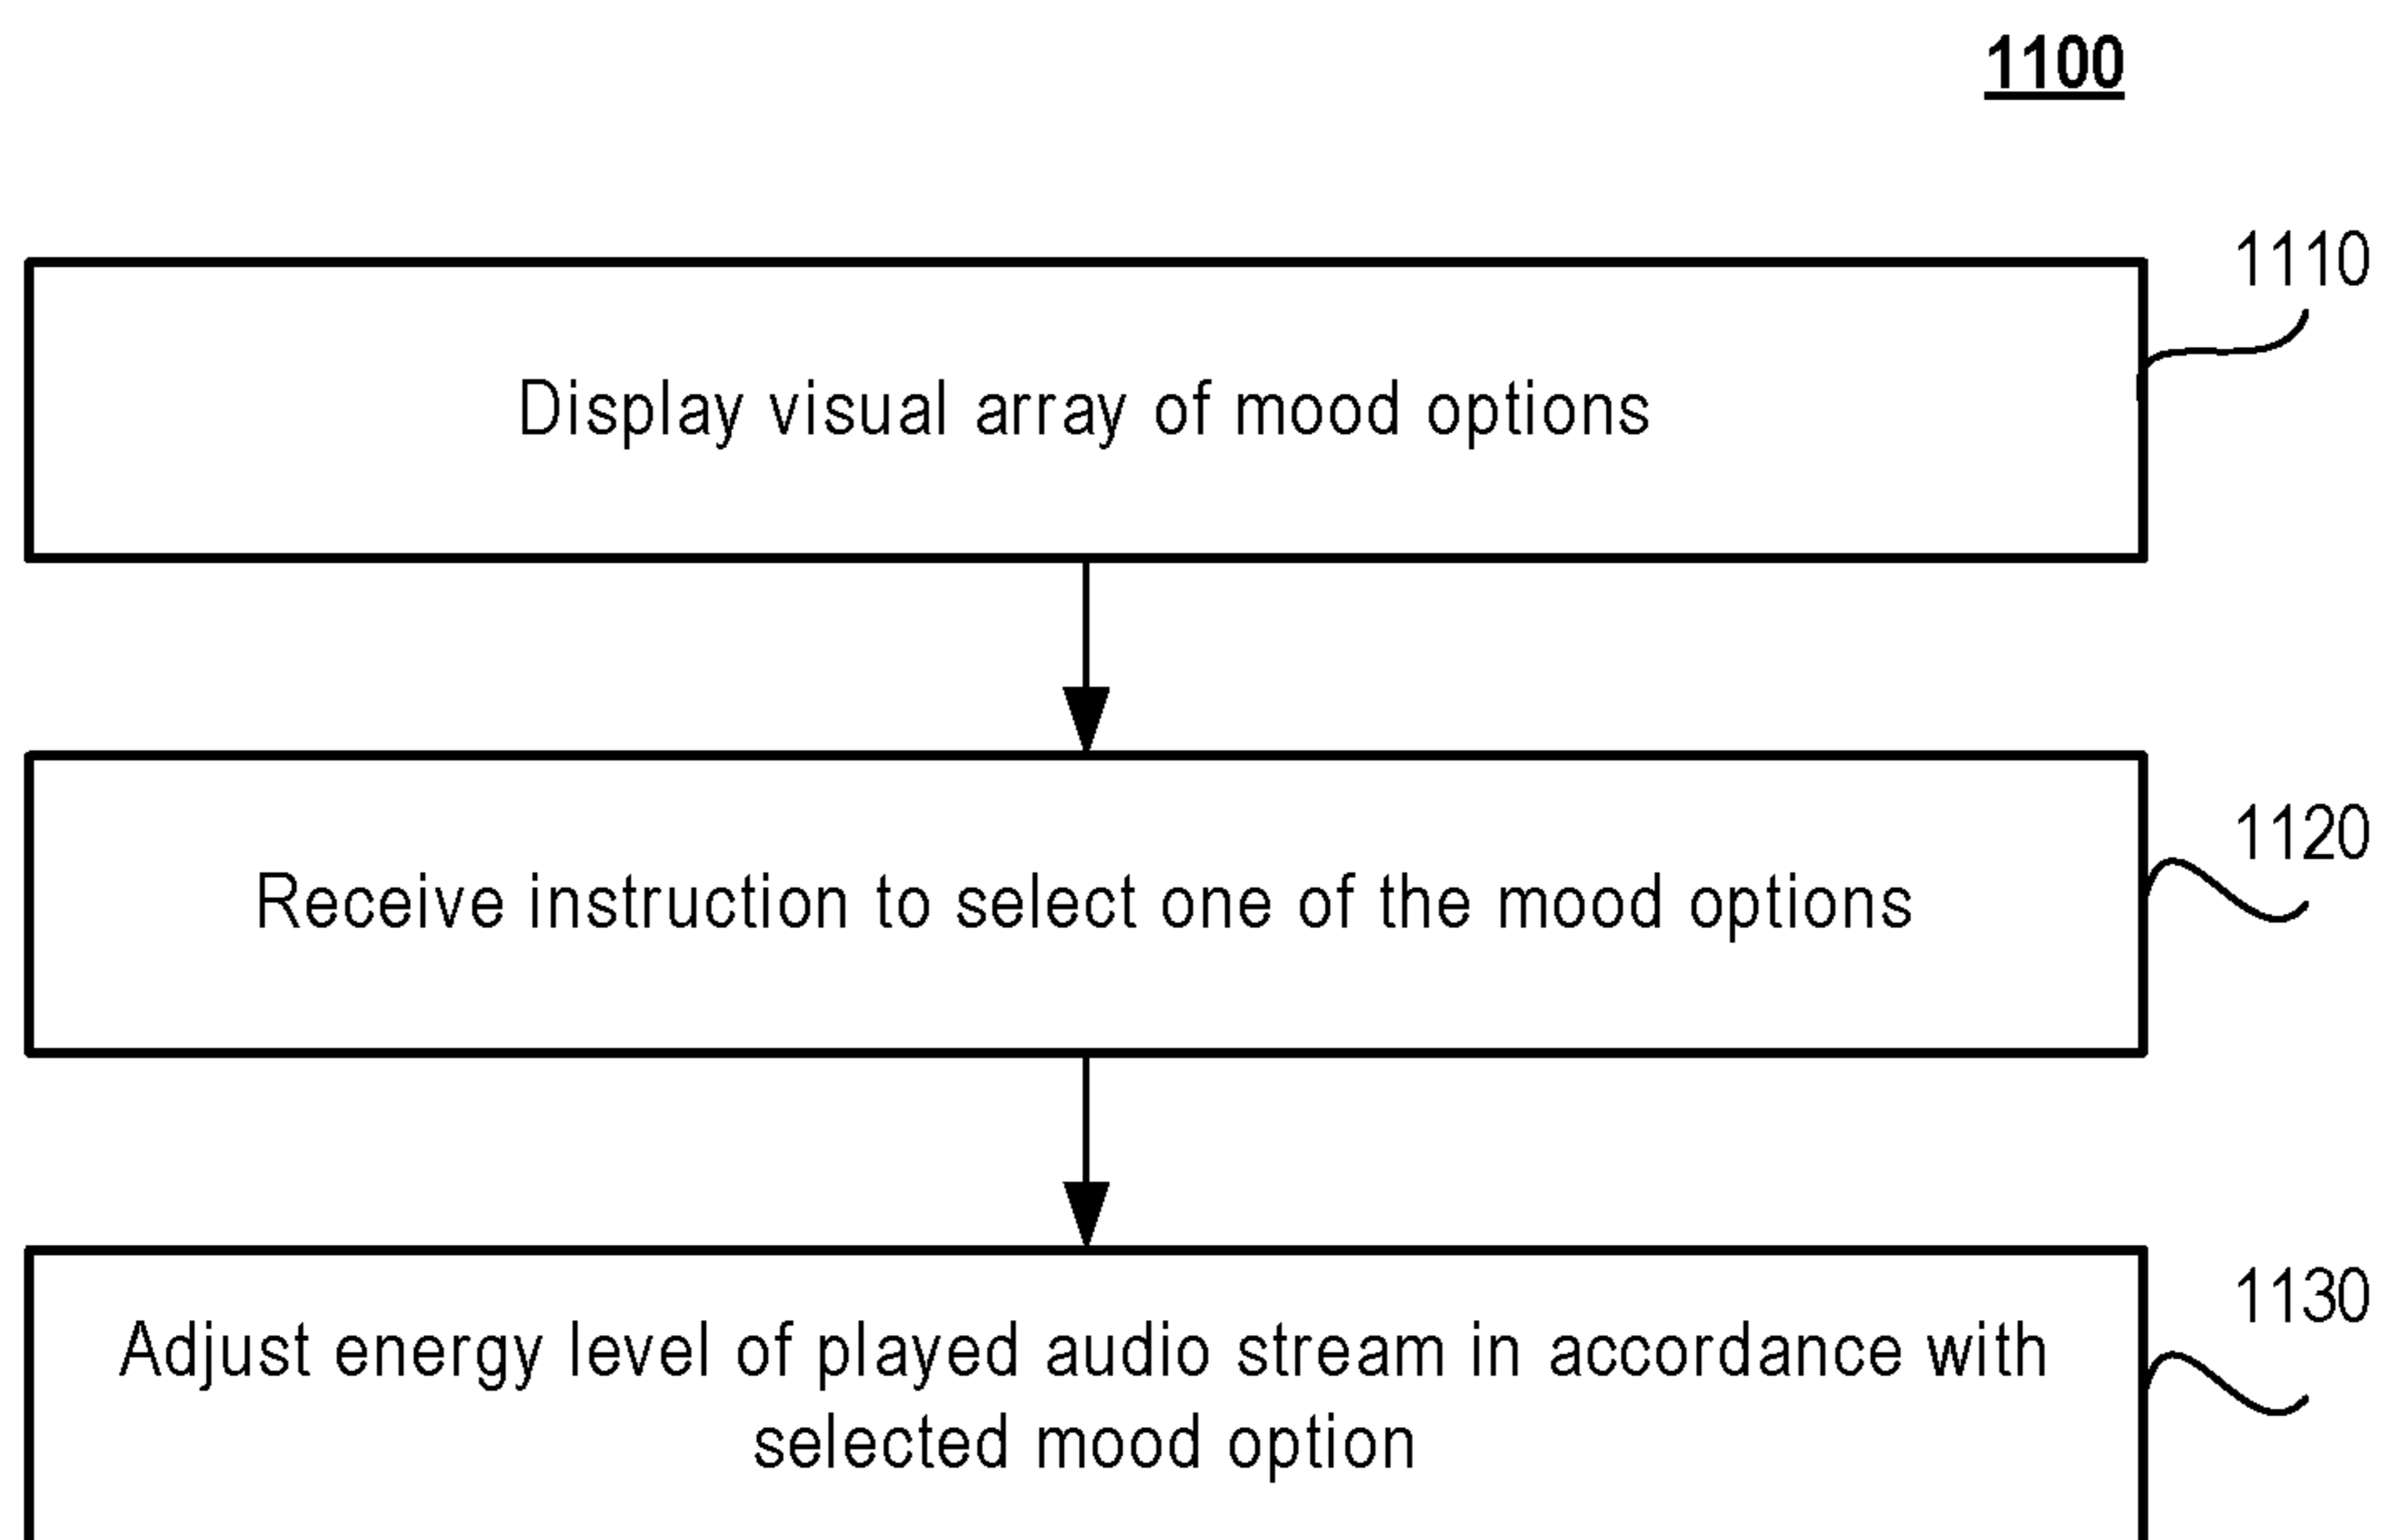 1100
1110
Display visual array of mood options
1120
Receive instruction to select one of the mood options
1130
Adjust energy level of played audio stream in accordance with
selected mood option